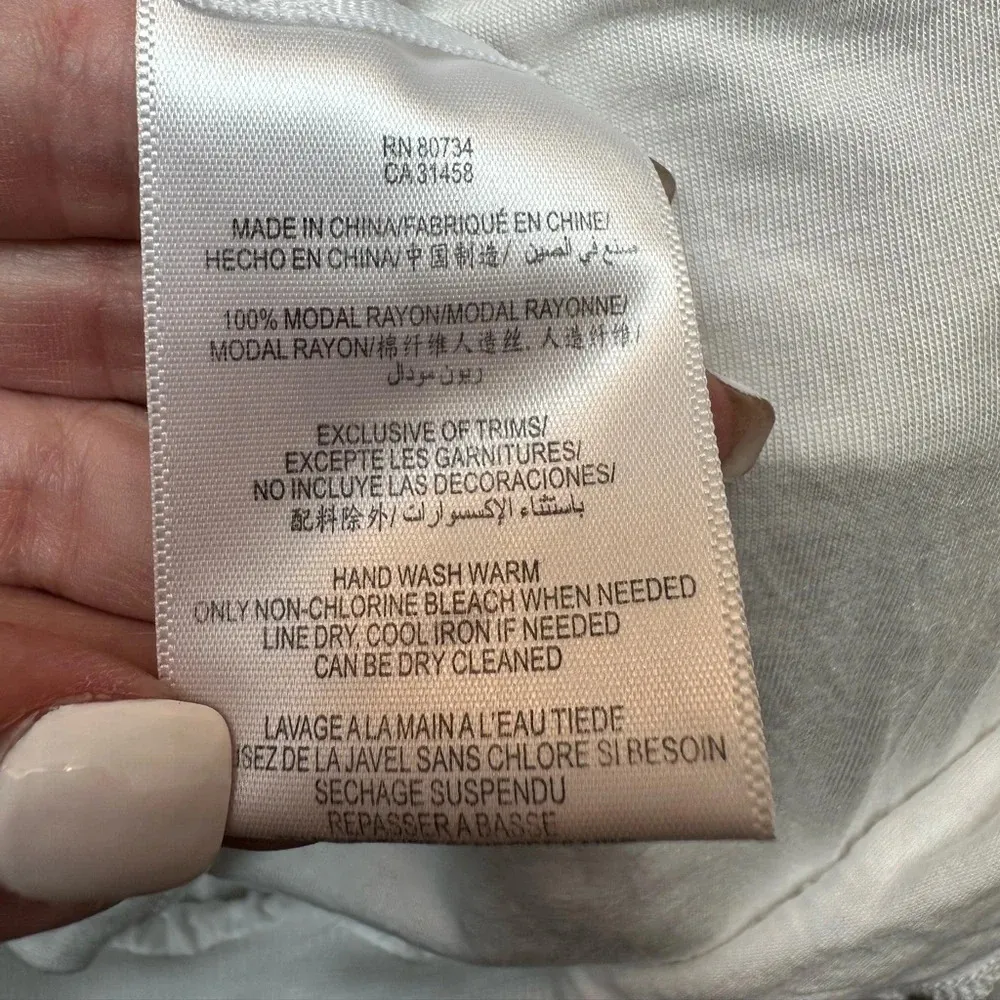 RN 80734
CA 31458
MADE IN CHINA/FABRIQUÉ EN CHINE/
HECHO EN CHINA/中国制造/ صنع في الصين
100% MODAL RAYON/MODAL RAYONNE/
MODAL RAYON/棉纤维人造丝. 人造纤维/
ريون مودال
EXCLUSIVE OF TRIMS/
EXCEPTE LES GARNITURES/
NO INCLUYE LAS DECORACIONES/
配料除外/ باستثناء الإكسسوارات
HAND WASH WARM
ONLY NON-CHLORINE BLEACH WHEN NEEDED
LINE DRY, COOL IRON IF NEEDED
CAN BE DRY CLEANED
LAVAGE A LA MAIN A L'EAU TIEDE
DE LA JAVEL SANS CHLORE SI BESOIN
SECHAGE SUSPENDU
REPASSER A BASSE